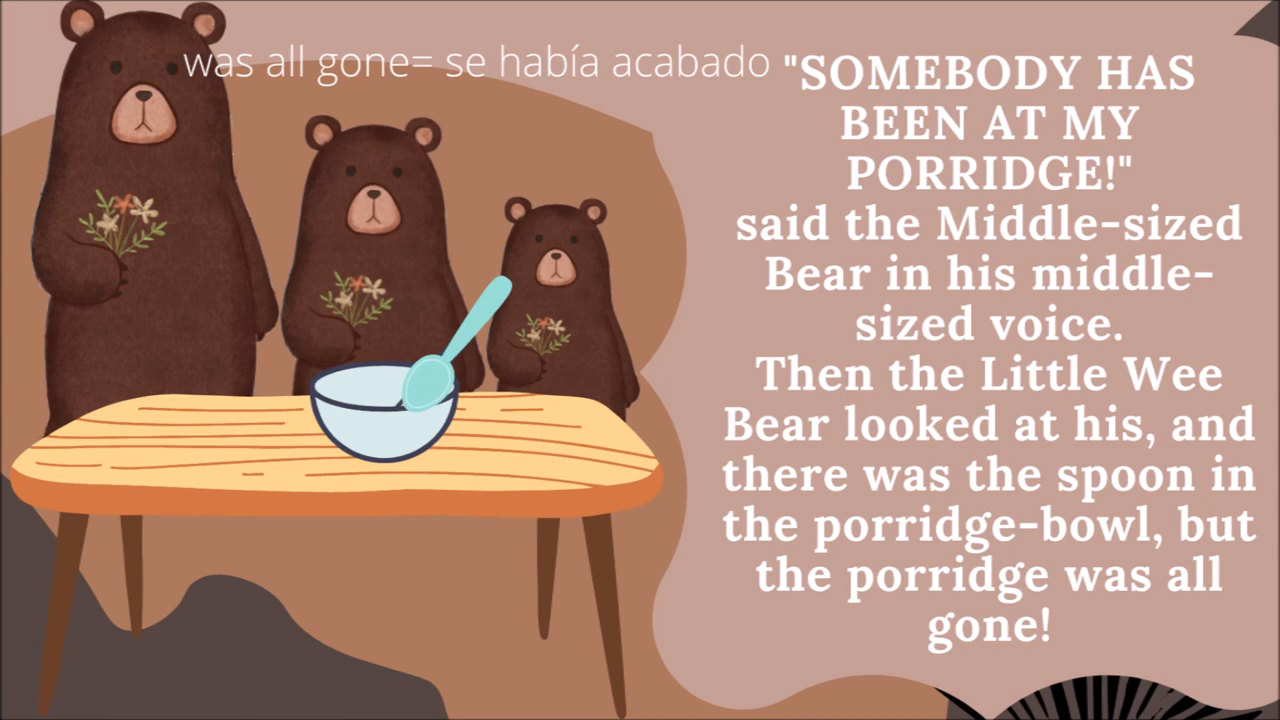 was all gone= se había acabado
"SOMEBODY HAS
BEEN AT MY
PORRIDGE!"
said the Middle-sized
Bear in his middle-
sized voice.
Then the Little Wee
Bear looked at his, and
there was the spoon in
the porridge-bowl, but
the porridge was all
gone!